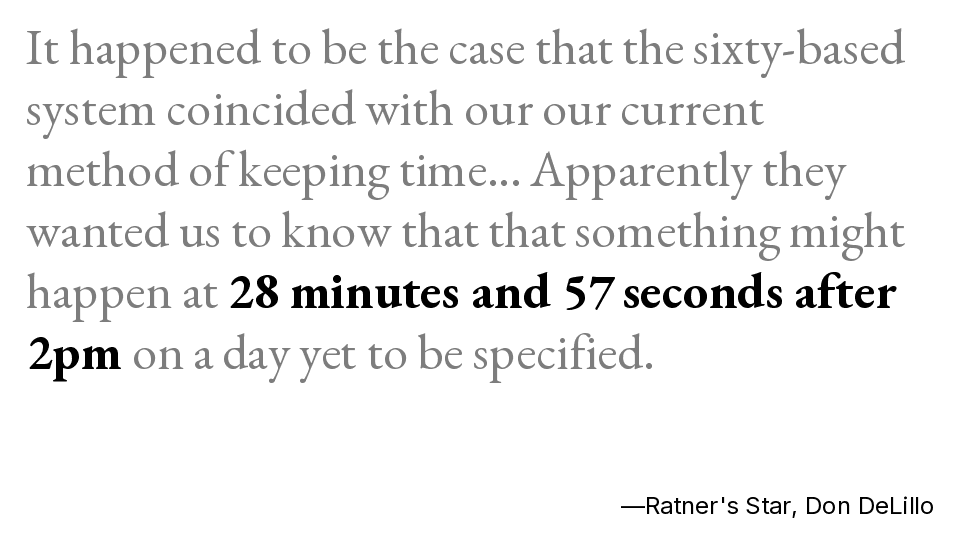 It happened to be the case that the sixty-based
system coincided with our our current
method of keeping time... Apparently they
wanted us to know that that something might
happen at 28 minutes and 57 seconds after
2pm on a day yet to be specified.
—Ratner's Star, Don DeLillo